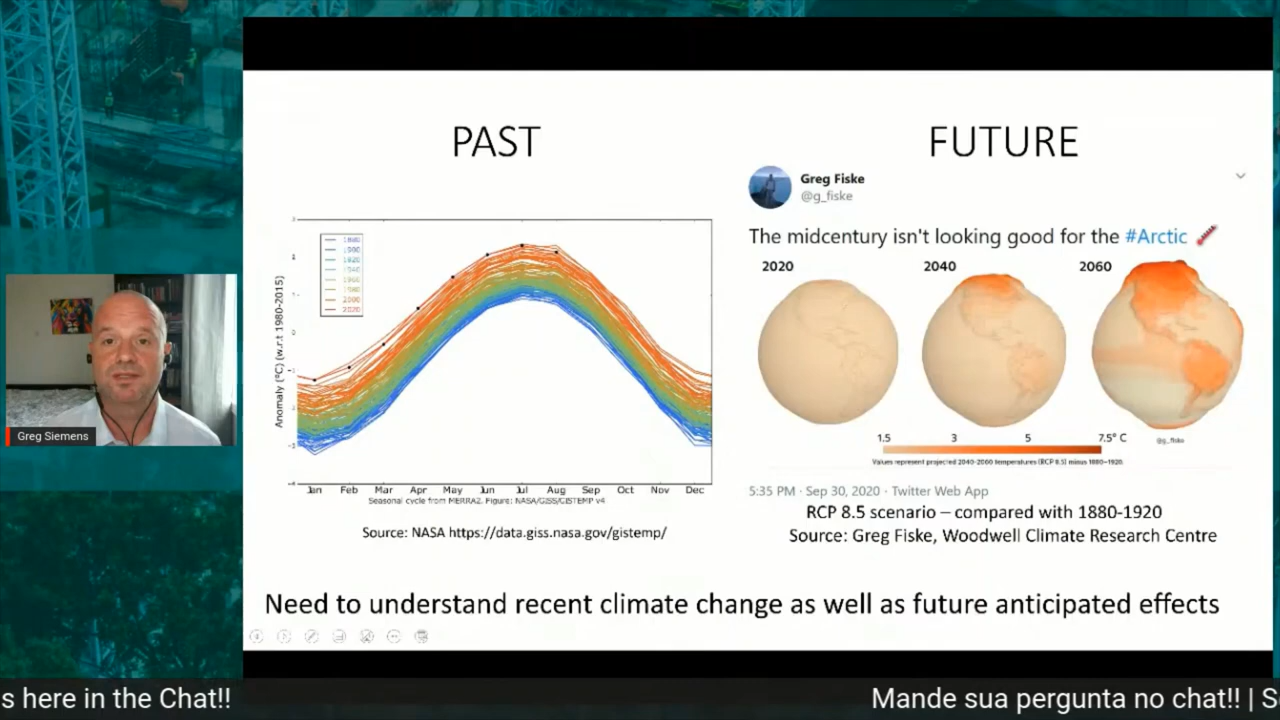 PAST
FUTURE
Greg Fiske
@g_fiske
The midcentury isn't looking good for the #Arctic
2020
2040
2060
1880
1900
1920
1940
1960
1980
2000
2020
Anomaly (°C) (w.r.t 1980-2015)
Jan Feb Mar Apr May Jun Jul Aug Sep Oct Nov Dec
Seasonal cycle from MERRA2. Figure: NASA/GISS/GISTEMP v4
Source: NASA https://data.giss.nasa.gov/gistemp/
1.5 3 5 7.5° C
@g_fiske
Values represent projected 2040-2060 temperatures (RCP 8.5) minus 1880–1920.
5:35 PM · Sep 30, 2020 · Twitter Web App
RCP 8.5 scenario – compared with 1880-1920
Source: Greg Fiske, Woodwell Climate Research Centre
Need to understand recent climate change as well as future anticipated effects
Greg Siemens
s here in the Chat!!
Mande sua pergunta no chat!! | S